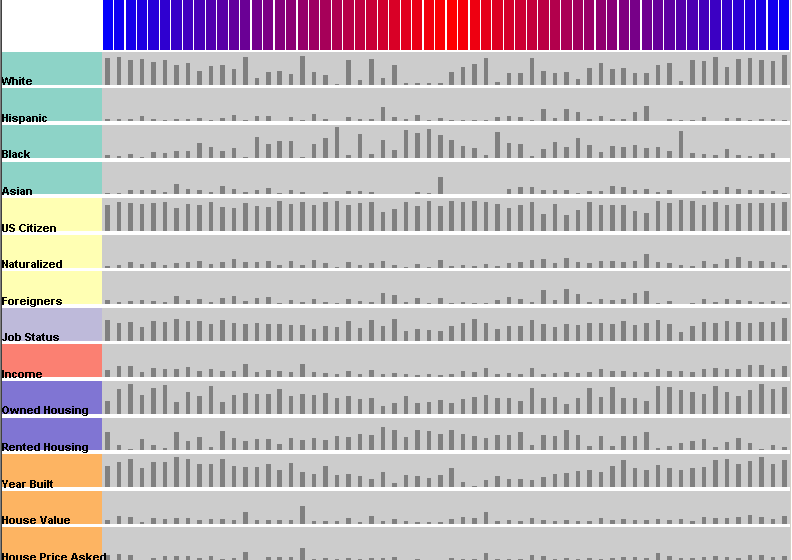 White
Hispanic
Black
Asian
US Citizen
Naturalized
Foreigners
Job Status
Income
Owned Housing
Rented Housing
Year Built
House Value
House Price Asked